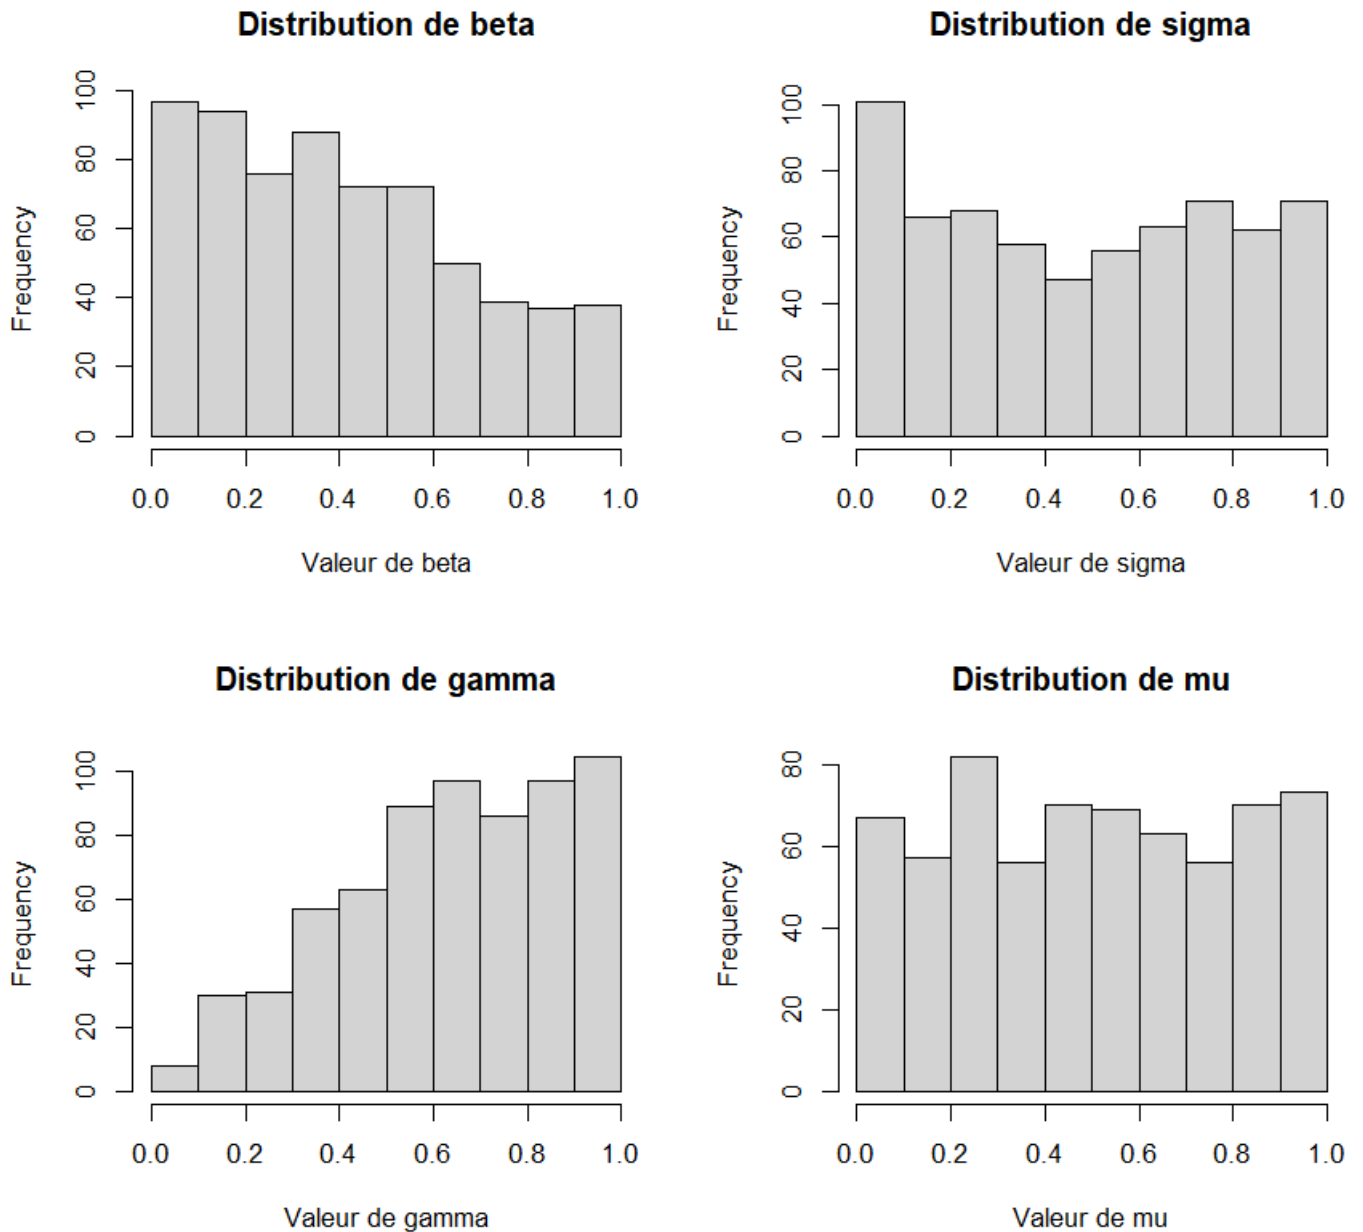 Distribution de beta
Frequency
0 20 40 60 80 100
0.0 0.2 0.4 0.6 0.8 1.0
Valeur de beta
Distribution de sigma
Frequency
0 20 40 60 80 100
0.0 0.2 0.4 0.6 0.8 1.0
Valeur de sigma
Distribution de gamma
Frequency
0 20 40 60 80 100
0.0 0.2 0.4 0.6 0.8 1.0
Valeur de gamma
Distribution de mu
Frequency
0 20 40 60 80
0.0 0.2 0.4 0.6 0.8 1.0
Valeur de mu